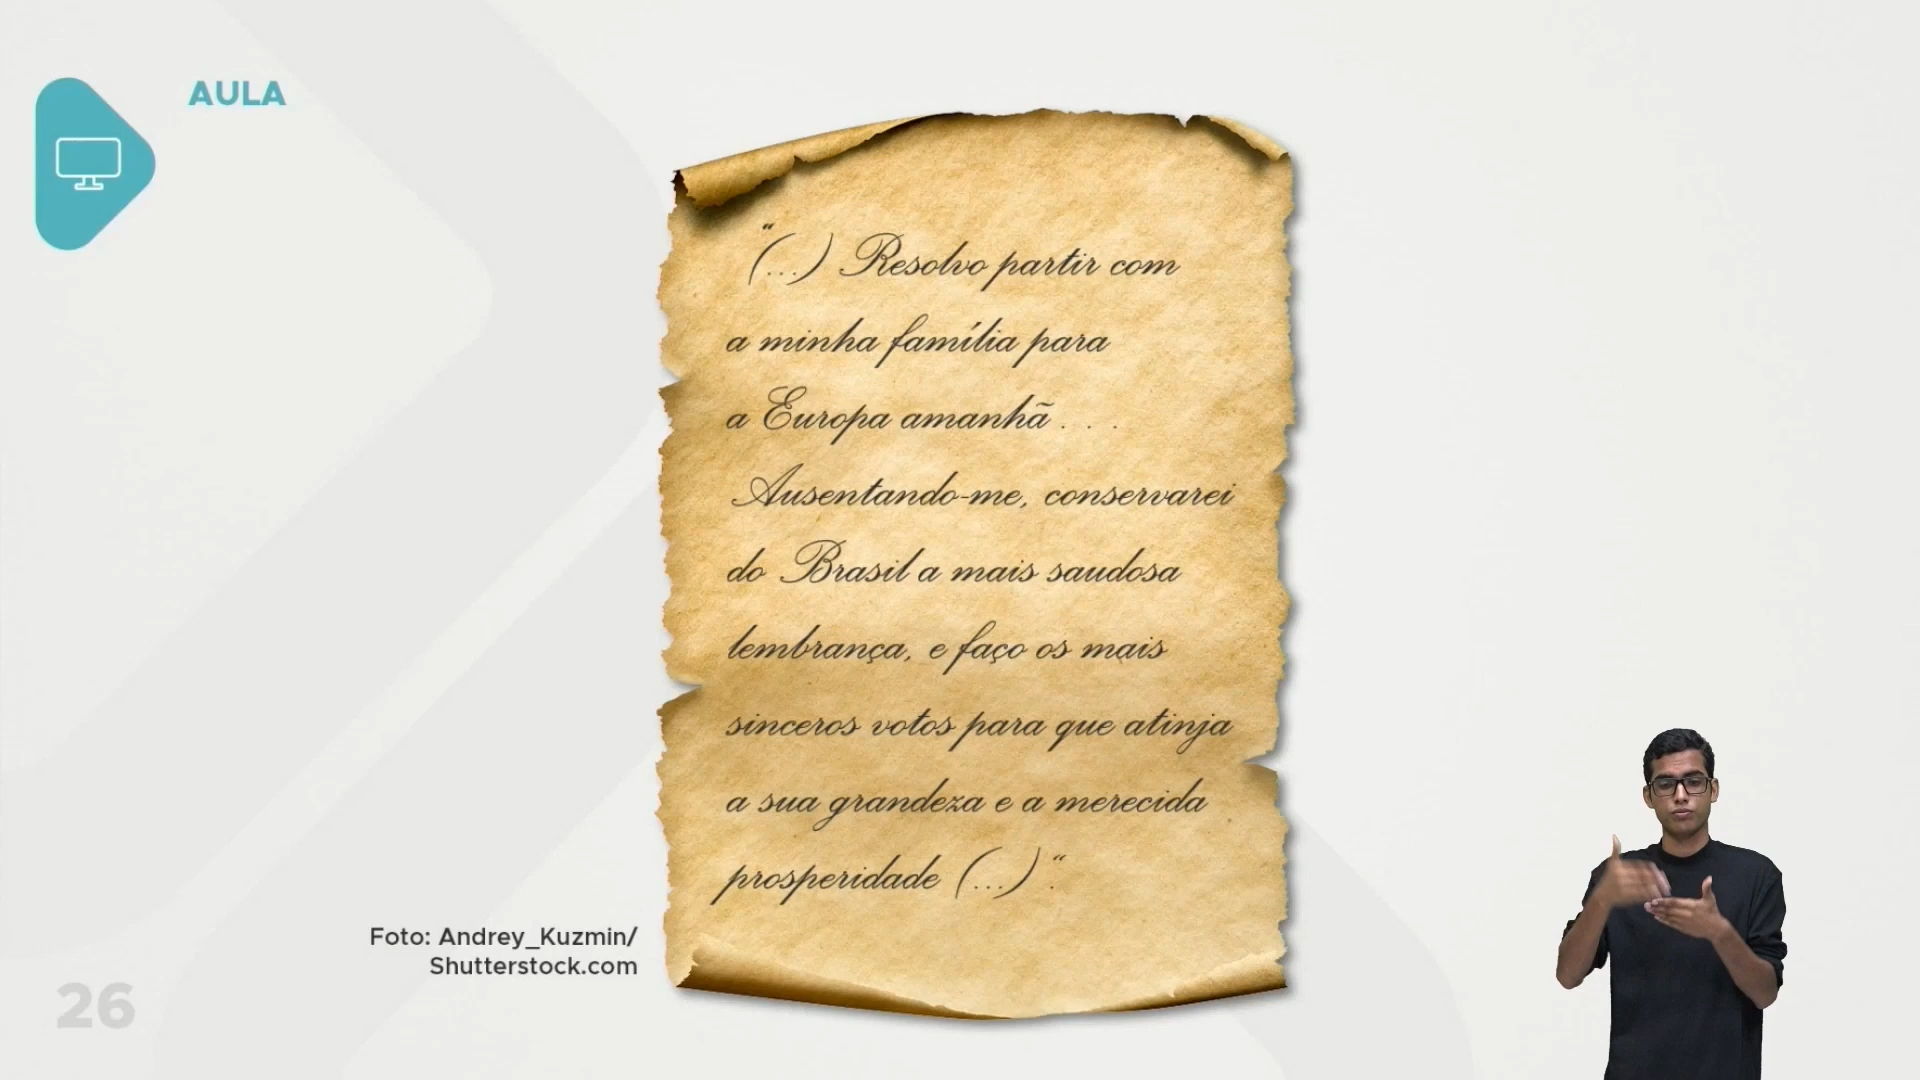 AULA
"(...) Resolvo partir com
a minha família para
a Europa amanhã . . .
Ausentando-me, conservarei
do Brasil a mais saudosa
lembrança, e faço os mais
sinceros votos para que atinja
a sua grandeza e a merecida
prosperidade (...)".
Foto: Andrey_Kuzmin/
Shutterstock.com
26